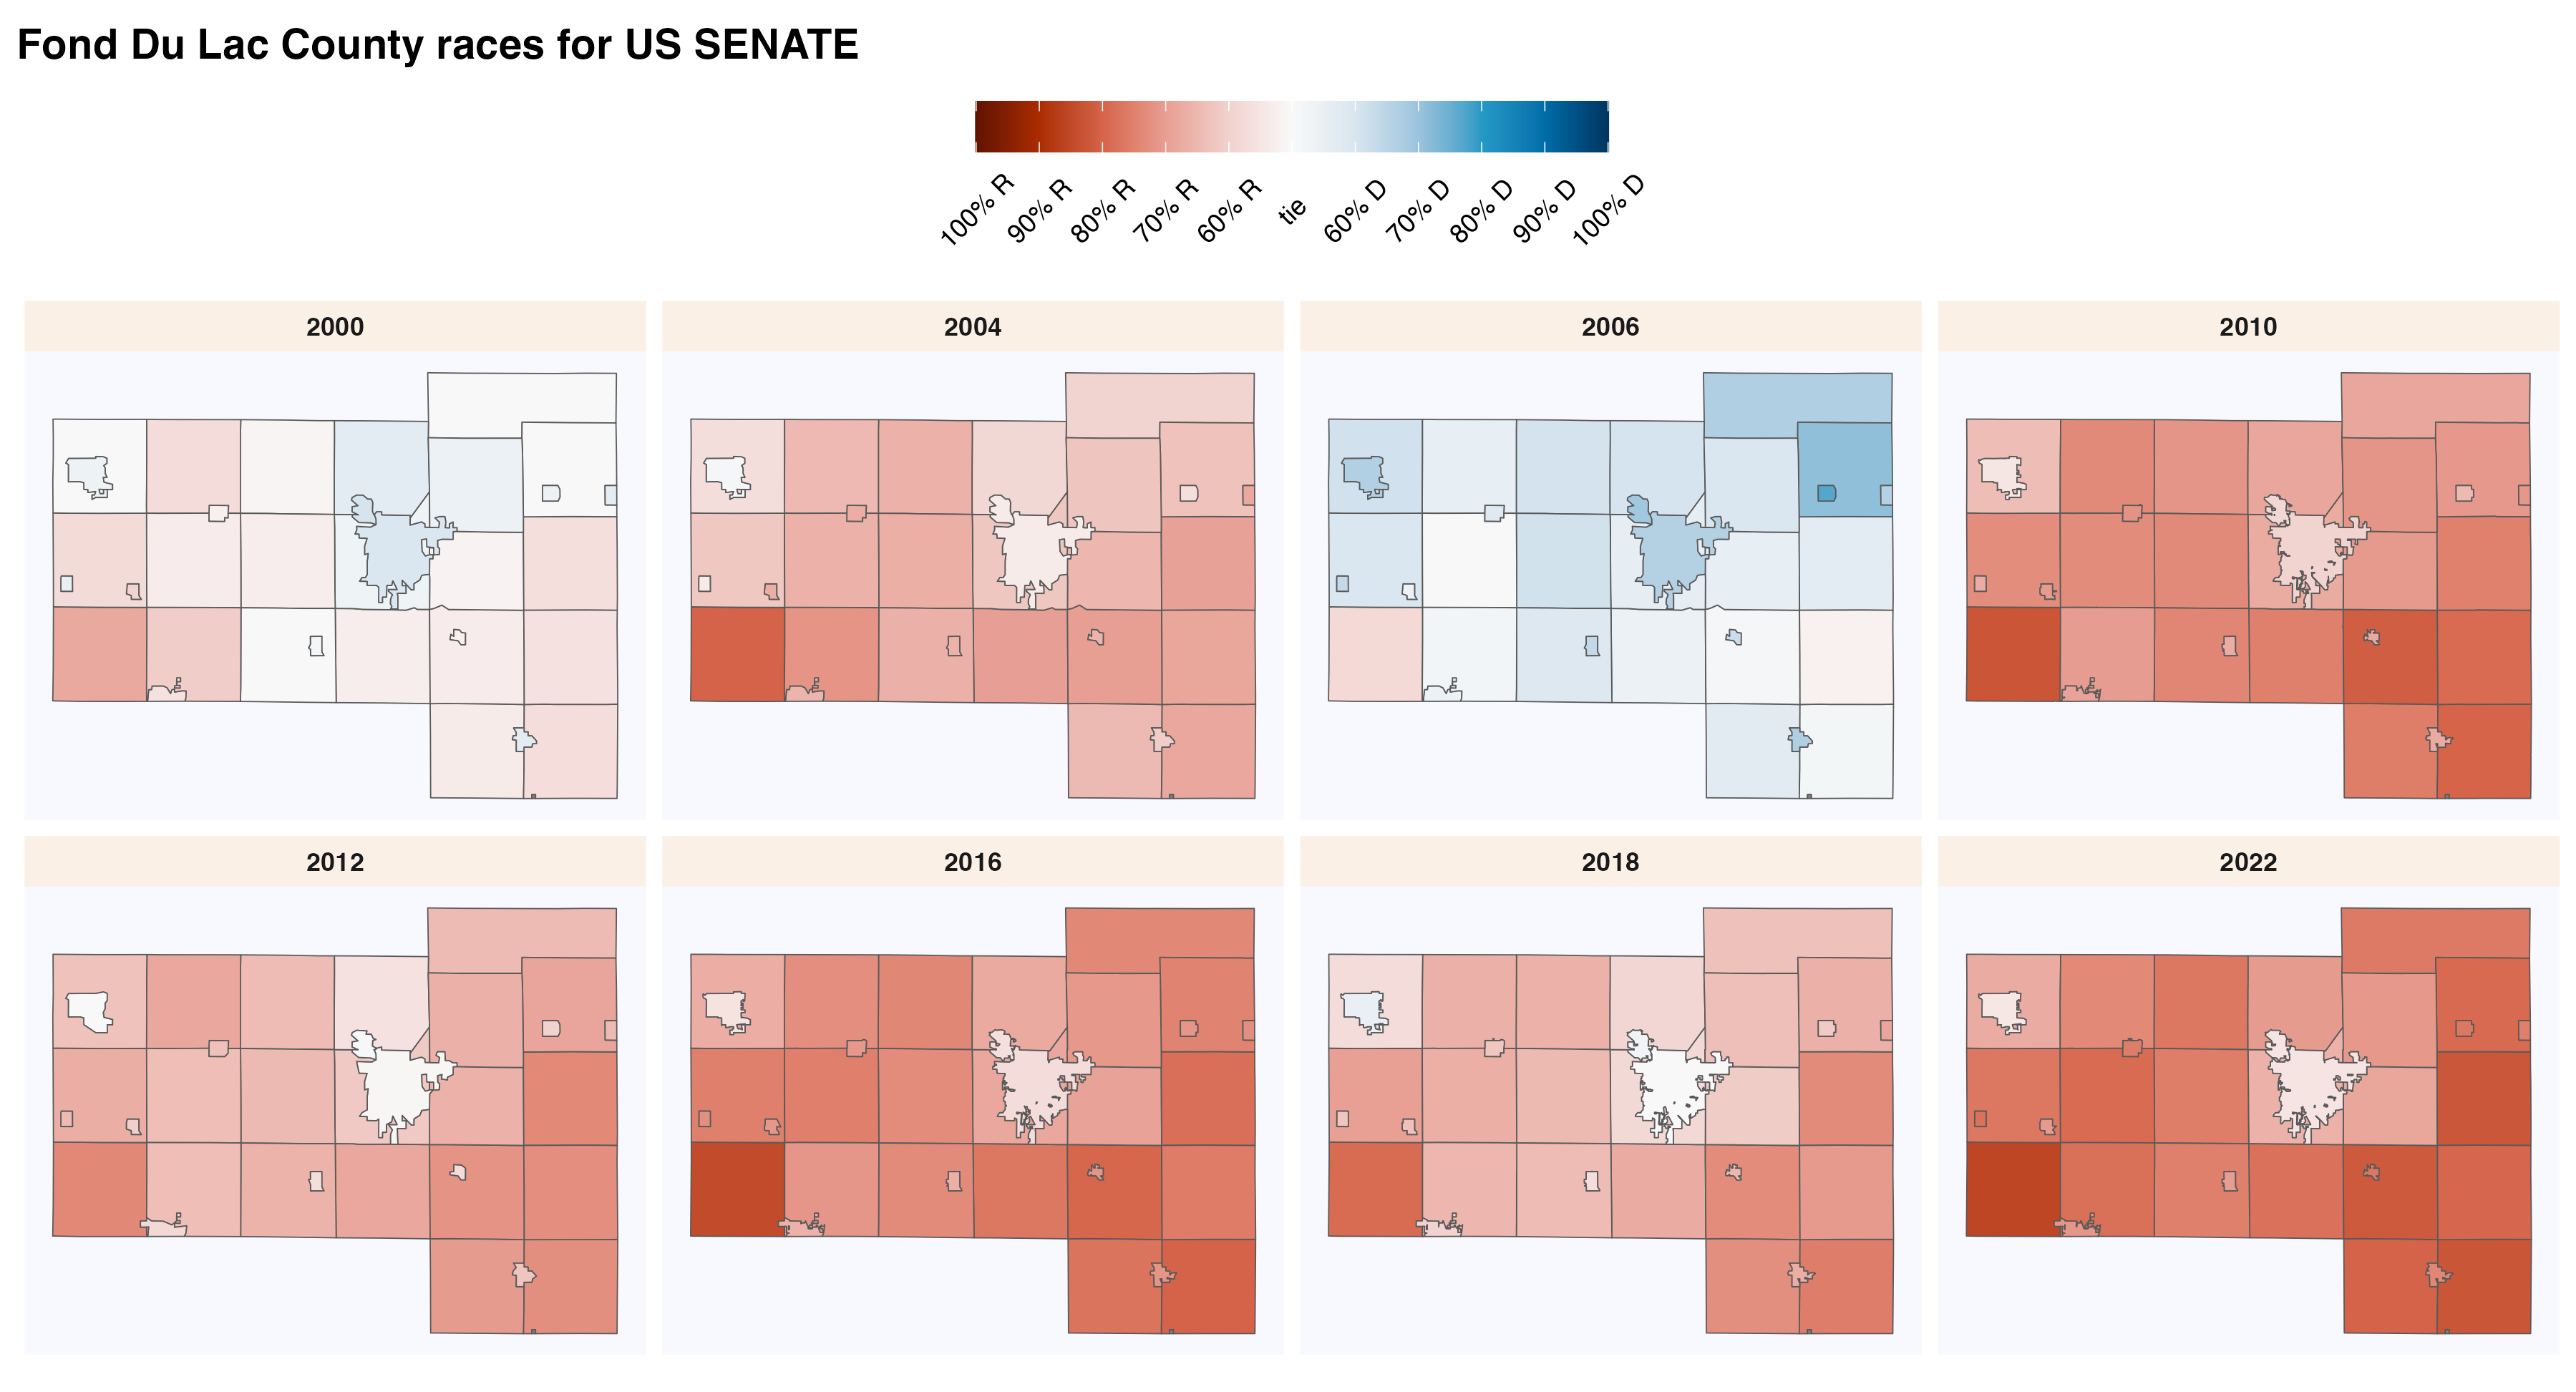 Fond Du Lac County races for US SENATE
100% R
90% R
80% R
70% R
60% R
tie
60% D
70% D
80% D
90% D
100% D
2000
2004
2006
2010
2012
2016
2018
2022